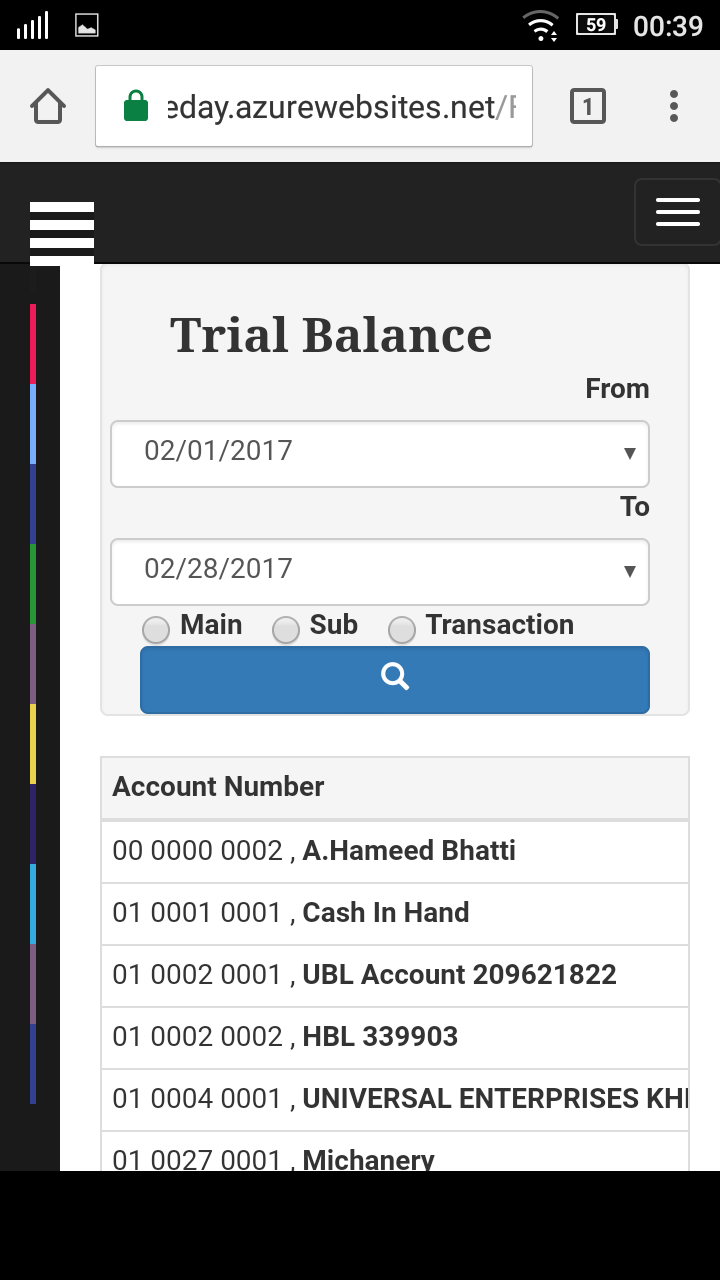 59 00:39
eday.azurewebsites.net/F
1
Trial Balance
From
02/01/2017
To
02/28/2017
Main Sub Transaction
Account Number
00 0000 0002 , A.Hameed Bhatti
01 0001 0001 , Cash In Hand
01 0002 0001 , UBL Account 209621822
01 0002 0002 , HBL 339903
01 0004 0001 , UNIVERSAL ENTERPRISES KH
01 0027 0001 , Michanery